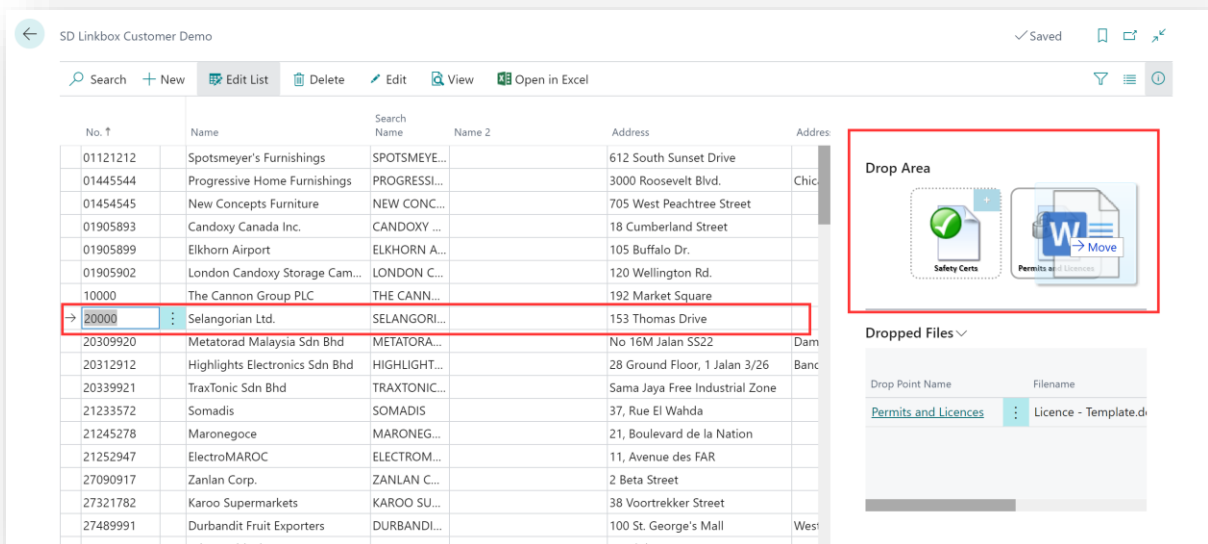 SD Linkbox Customer Demo
Saved
Search New Edit List Delete Edit View Open in Excel
No. ↑ Name Search Name Name 2 Address Addres
01121212 Spotsmeyer's Furnishings SPOTSMEYE... 612 South Sunset Drive
01445544 Progressive Home Furnishings PROGRESSI... 3000 Roosevelt Blvd. Chic
01454545 New Concepts Furniture NEW CONC... 705 West Peachtree Street
01905893 Candoxy Canada Inc. CANDOXY ... 18 Cumberland Street
01905899 Elkhorn Airport ELKHORN A... 105 Buffalo Dr.
01905902 London Candoxy Storage Cam... LONDON C... 120 Wellington Rd.
10000 The Cannon Group PLC THE CANN... 192 Market Square
20000 Selangorian Ltd. SELANGORI... 153 Thomas Drive
20309920 Metatorad Malaysia Sdn Bhd METATORA... No 16M Jalan SS22 Dam
20312912 Highlights Electronics Sdn Bhd HIGHLIGHT... 28 Ground Floor, 1 Jalan 3/26 Banc
20339921 TraxTonic Sdn Bhd TRAXTONIC... Sama Jaya Free Industrial Zone
21233572 Somadis SOMADIS 37, Rue El Wahda
21245278 Maronegoce MARONEG... 21, Boulevard de la Nation
21252947 ElectroMAROC ELECTROM... 11, Avenue des FAR
27090917 Zanlan Corp. ZANLAN C... 2 Beta Street
27321782 Karoo Supermarkets KAROO SU... 38 Voortrekker Street
27489991 Durbandit Fruit Exporters DURBANDI... 100 St. George's Mall West
Drop Area
W
→ Move
Safety Certs Permits and Licences
Dropped Files
Drop Point Name Filename
Permits and Licences Licence - Template.d